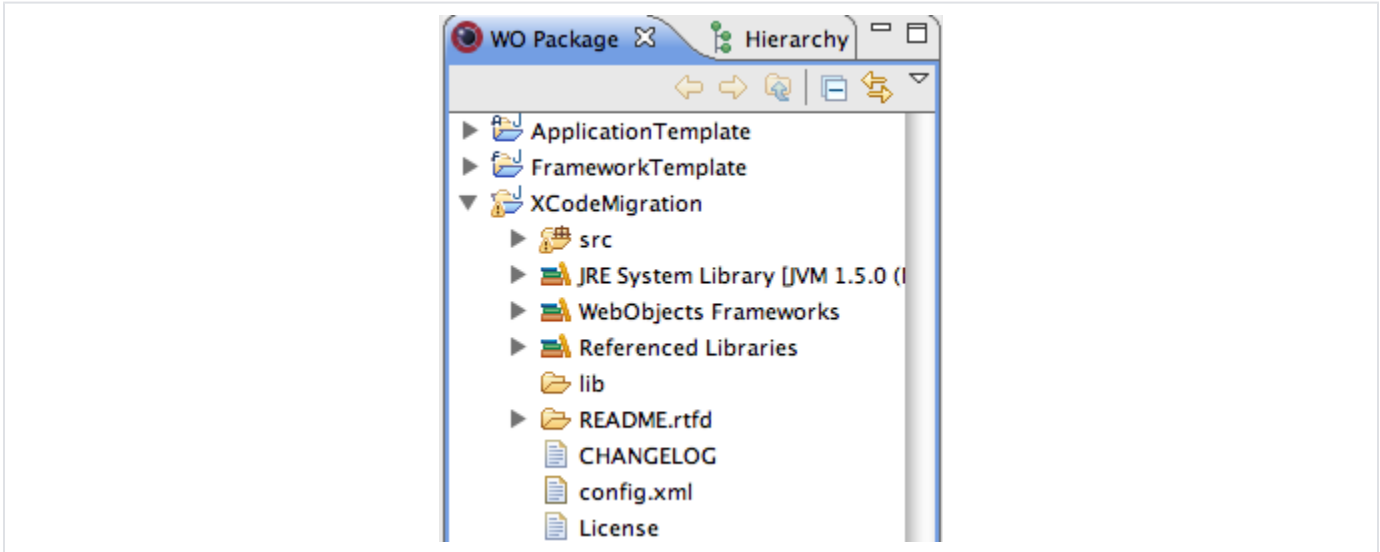 WO Package Hierarchy
ApplicationTemplate
FrameworkTemplate
XCodeMigration
src
JRE System Library [JVM 1.5.0 (
WebObjects Frameworks
Referenced Libraries
lib
README.rtfd
CHANGELOG
config.xml
License